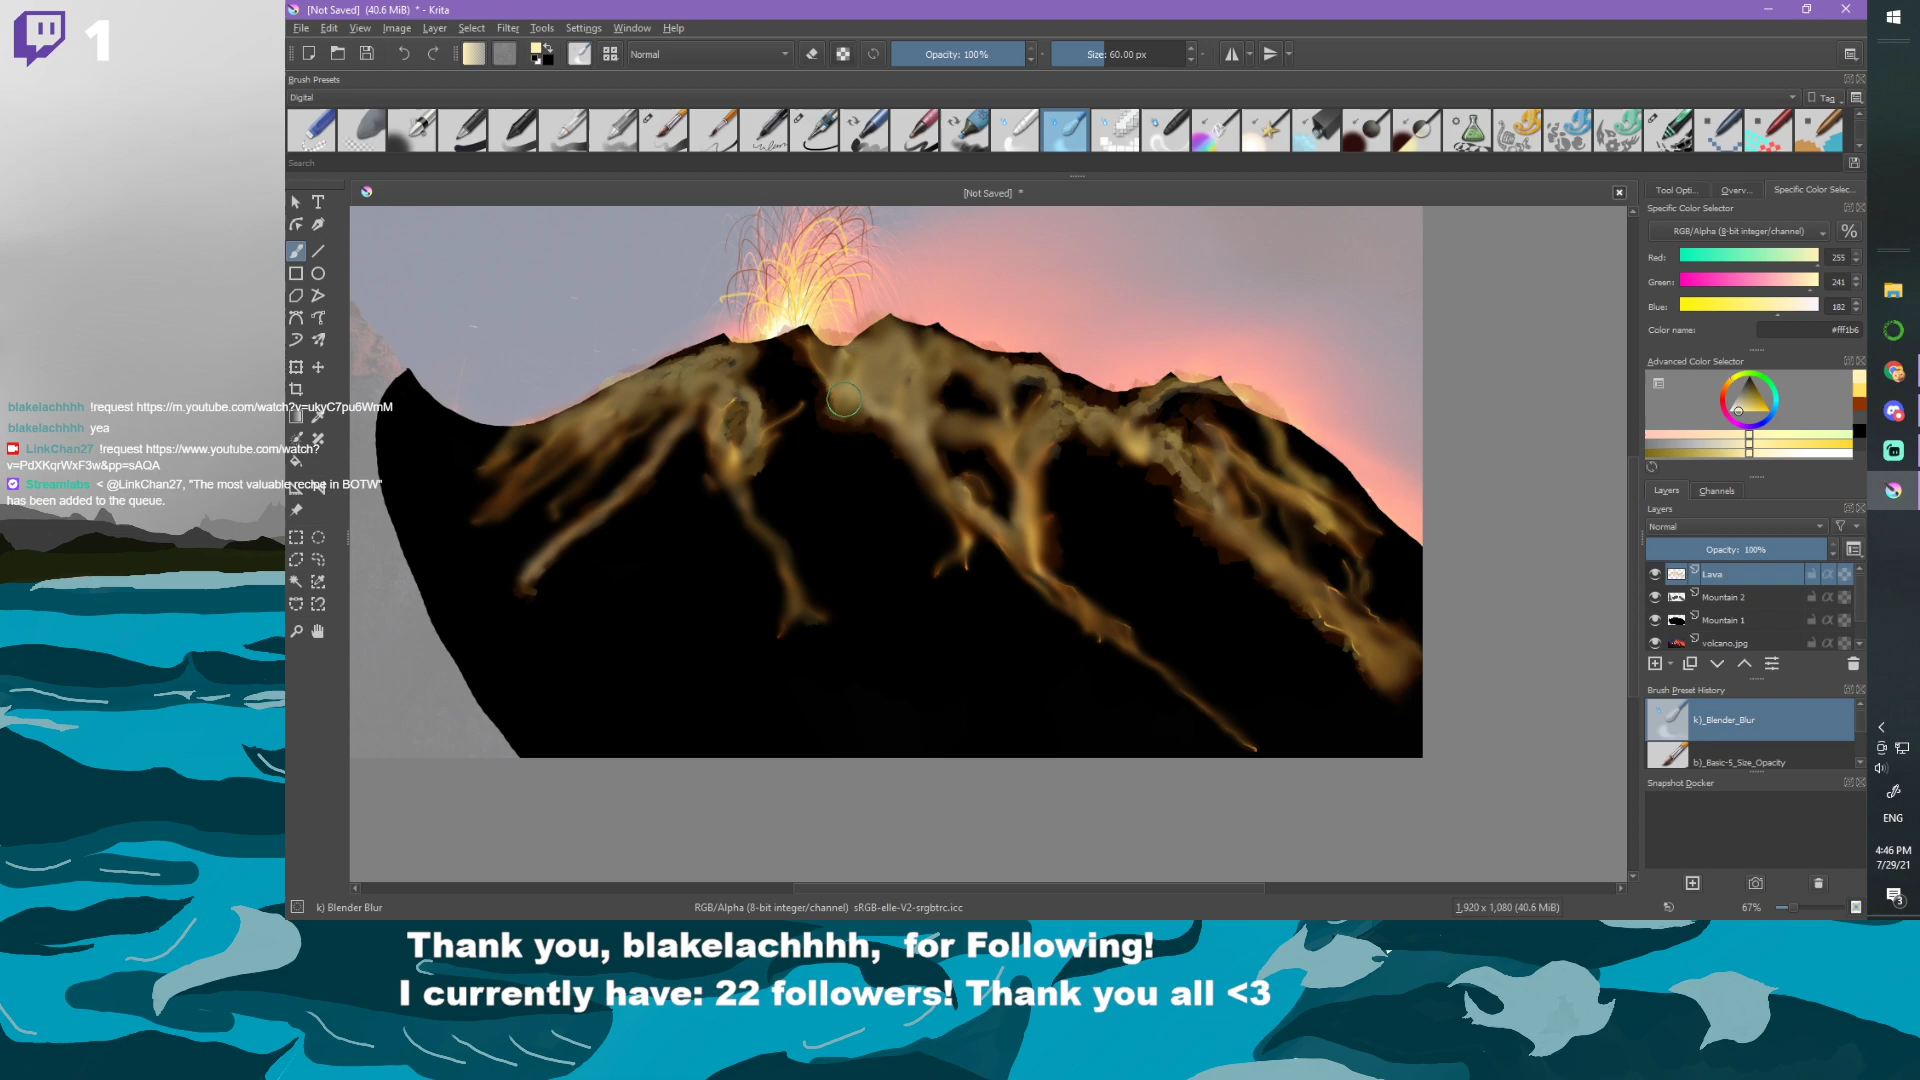 1
[Not Saved] (40.6 MiB) * - Krita
File Edit View Image Layer Select Filter Tools Settings Window Help
Normal
Opacity: 100%
Size: 60.00 px
Brush Presets
Digital
Tag
Search
[Not Saved] *
Tool Opti...
Overv...
Specific Color Selec...
Specific Color Selector
RGB/Alpha (8-bit integer/channel)
%
Red: 255
Green: 241
Blue: 182
Color name: #fff1b6
Advanced Color Selector
blakelachhhh !request https://m.youtube.com/watch?v=ukyC7pu6WmM
blakelachhhh yea
LinkChan27 !request https://www.youtube.com/watch?
v=PdXKqrWxF3w&pp=sAQA
Streamlabs < @LinkChan27, "The most valuable recipe in BOTW"
has been added to the queue.
Layers Channels
Layers
Normal
Opacity: 100%
Lava
Mountain 2
Mountain 1
volcano.jpg
Brush Preset History
k)_Blender_Blur
b)_Basic-5_Size_Opacity
Snapshot Docker
ENG
4:46 PM
7/29/21
3
k) Blender Blur
RGB/Alpha (8-bit integer/channel) sRGB-elle-V2-srgbtrc.icc
1,920 x 1,080 (40.6 MiB)
67%
Thank you, blakelachhhh, for Following!
I currently have: 22 followers! Thank you all <3